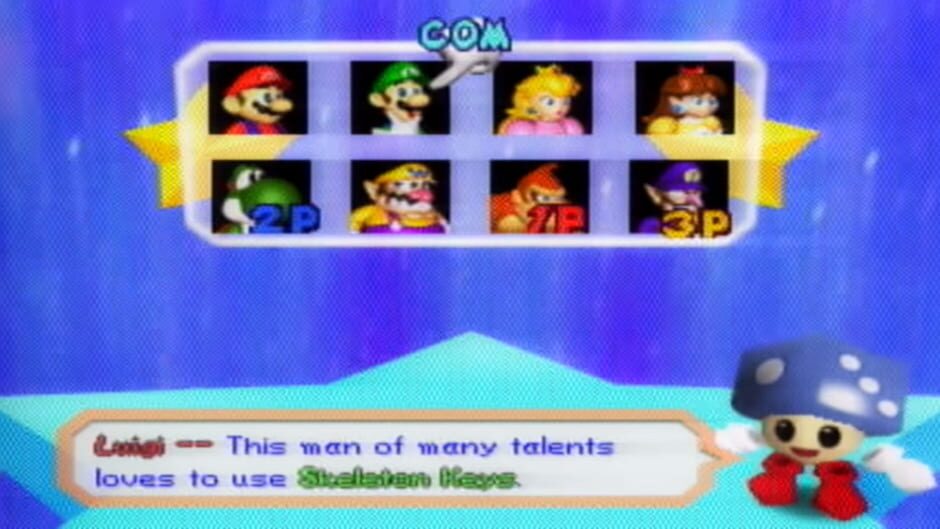 COM
2P
1P
3P
Luigi -- This man of many talents
loves to use Skeleton Keys.